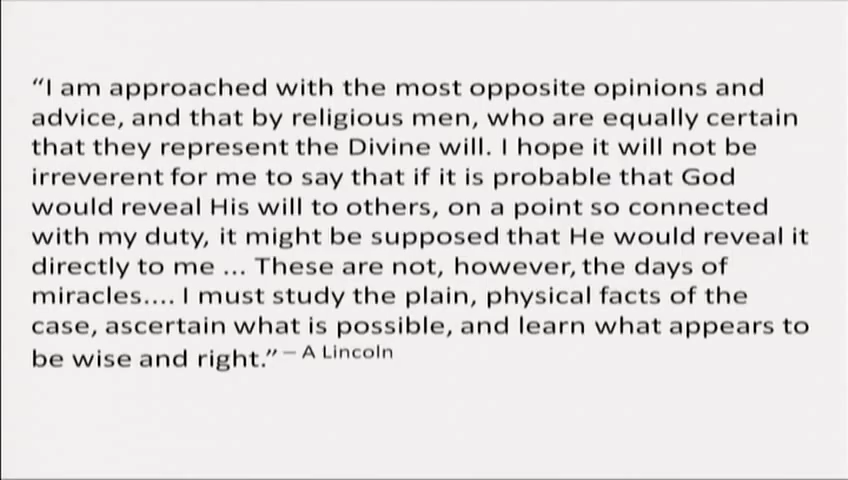 “I am approached with the most opposite opinions and
advice, and that by religious men, who are equally certain
that they represent the Divine will. I hope it will not be
irreverent for me to say that if it is probable that God
would reveal His will to others, on a point so connected
with my duty, it might be supposed that He would reveal it
directly to me ... These are not, however, the days of
miracles.... I must study the plain, physical facts of the
case, ascertain what is possible, and learn what appears to
be wise and right.” – A Lincoln